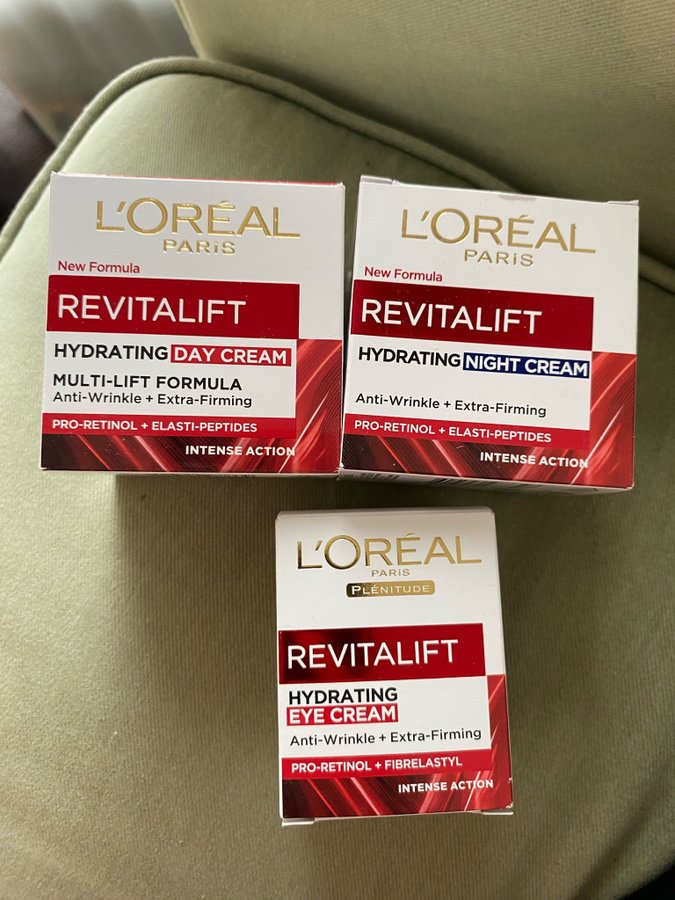 L'ORÉAL
PARIS
New Formula
REVITALIFT
HYDRATING DAY CREAM
MULTI-LIFT FORMULA
Anti-Wrinkle + Extra-Firming
PRO-RETINOL + ELASTI-PEPTIDES
INTENSE ACTION
L'ORÉAL
PARIS
New Formula
REVITALIFT
HYDRATING NIGHT CREAM
Anti-Wrinkle + Extra-Firming
PRO-RETINOL + ELASTI-PEPTIDES
INTENSE ACTION
L'ORÉAL
PARIS
PLÉNITUDE
REVITALIFT
HYDRATING
EYE CREAM
Anti-Wrinkle + Extra-Firming
PRO-RETINOL + FIBRELASTYL
INTENSE ACTION